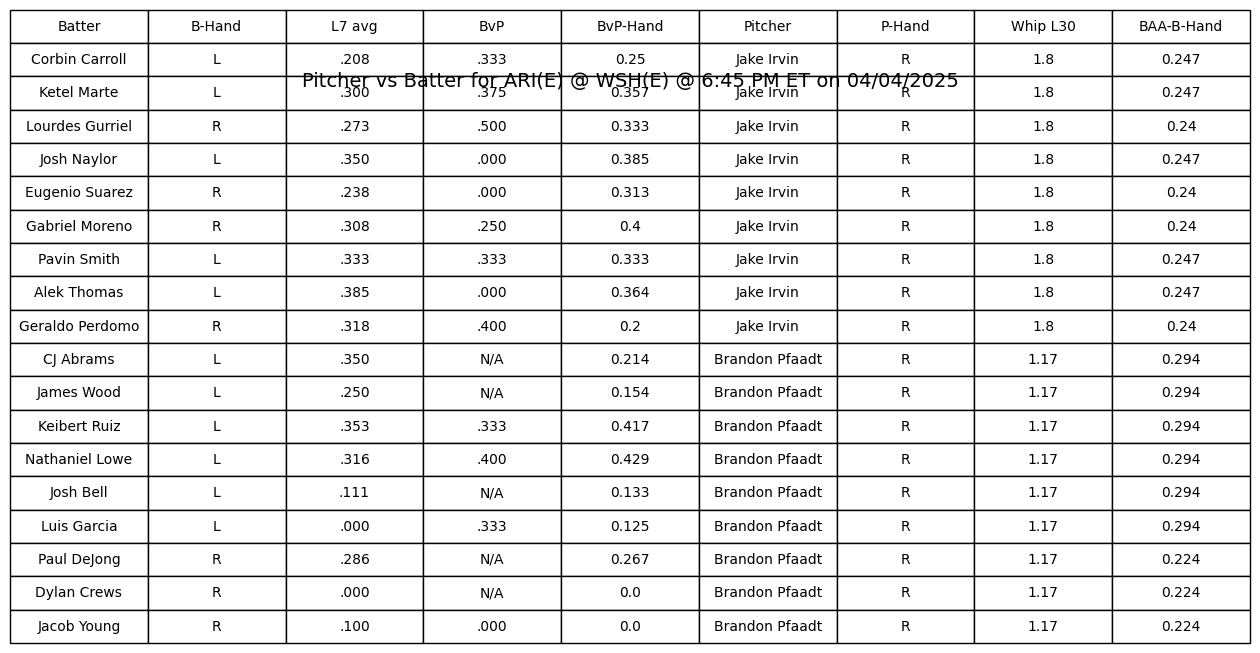 Batter B-Hand L7 avg BvP BvP-Hand Pitcher P-Hand Whip L30 BAA-B-Hand
Corbin Carroll L .208 .333 0.25 Jake Irvin R 1.8 0.247
Pitcher vs Batter for ARI(E) @ WSH(E) @ 6:45 PM ET on 04/04/2025
Ketel Marte L .300 .375 0.357 Jake Irvin R 1.8 0.247
Lourdes Gurriel R .273 .500 0.333 Jake Irvin R 1.8 0.24
Josh Naylor L .350 .000 0.385 Jake Irvin R 1.8 0.247
Eugenio Suarez R .238 .000 0.313 Jake Irvin R 1.8 0.24
Gabriel Moreno R .308 .250 0.4 Jake Irvin R 1.8 0.24
Pavin Smith L .333 .333 0.333 Jake Irvin R 1.8 0.247
Alek Thomas L .385 .000 0.364 Jake Irvin R 1.8 0.247
Geraldo Perdomo R .318 .400 0.2 Jake Irvin R 1.8 0.24
CJ Abrams L .350 N/A 0.214 Brandon Pfaadt R 1.17 0.294
James Wood L .250 N/A 0.154 Brandon Pfaadt R 1.17 0.294
Keibert Ruiz L .353 .333 0.417 Brandon Pfaadt R 1.17 0.294
Nathaniel Lowe L .316 .400 0.429 Brandon Pfaadt R 1.17 0.294
Josh Bell L .111 N/A 0.133 Brandon Pfaadt R 1.17 0.294
Luis Garcia L .000 .333 0.125 Brandon Pfaadt R 1.17 0.294
Paul DeJong R .286 N/A 0.267 Brandon Pfaadt R 1.17 0.224
Dylan Crews R .000 N/A 0.0 Brandon Pfaadt R 1.17 0.224
Jacob Young R .100 .000 0.0 Brandon Pfaadt R 1.17 0.224